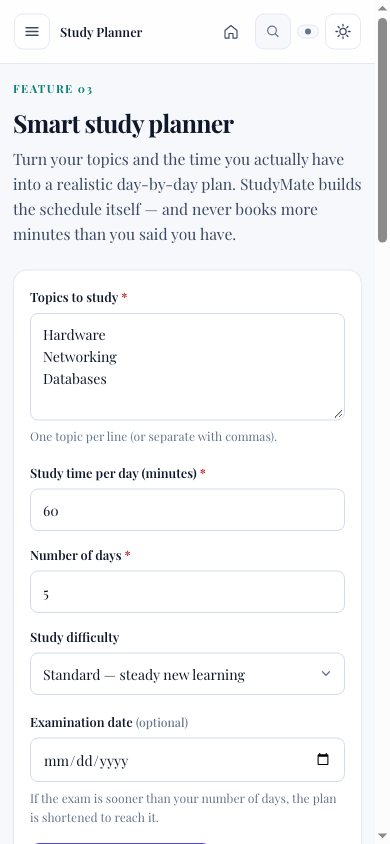 Study Planner
FEATURE 03
Smart study planner
Turn your topics and the time you actually have
into a realistic day-by-day plan. StudyMate builds
the schedule itself — and never books more
minutes than you said you have.
Topics to study *
Hardware
Networking
Databases
One topic per line (or separate with commas).
Study time per day (minutes) *
60
Number of days *
5
Study difficulty
Standard — steady new learning
Examination date (optional)
mm/dd/yyyy
If the exam is sooner than your number of days, the plan
is shortened to reach it.